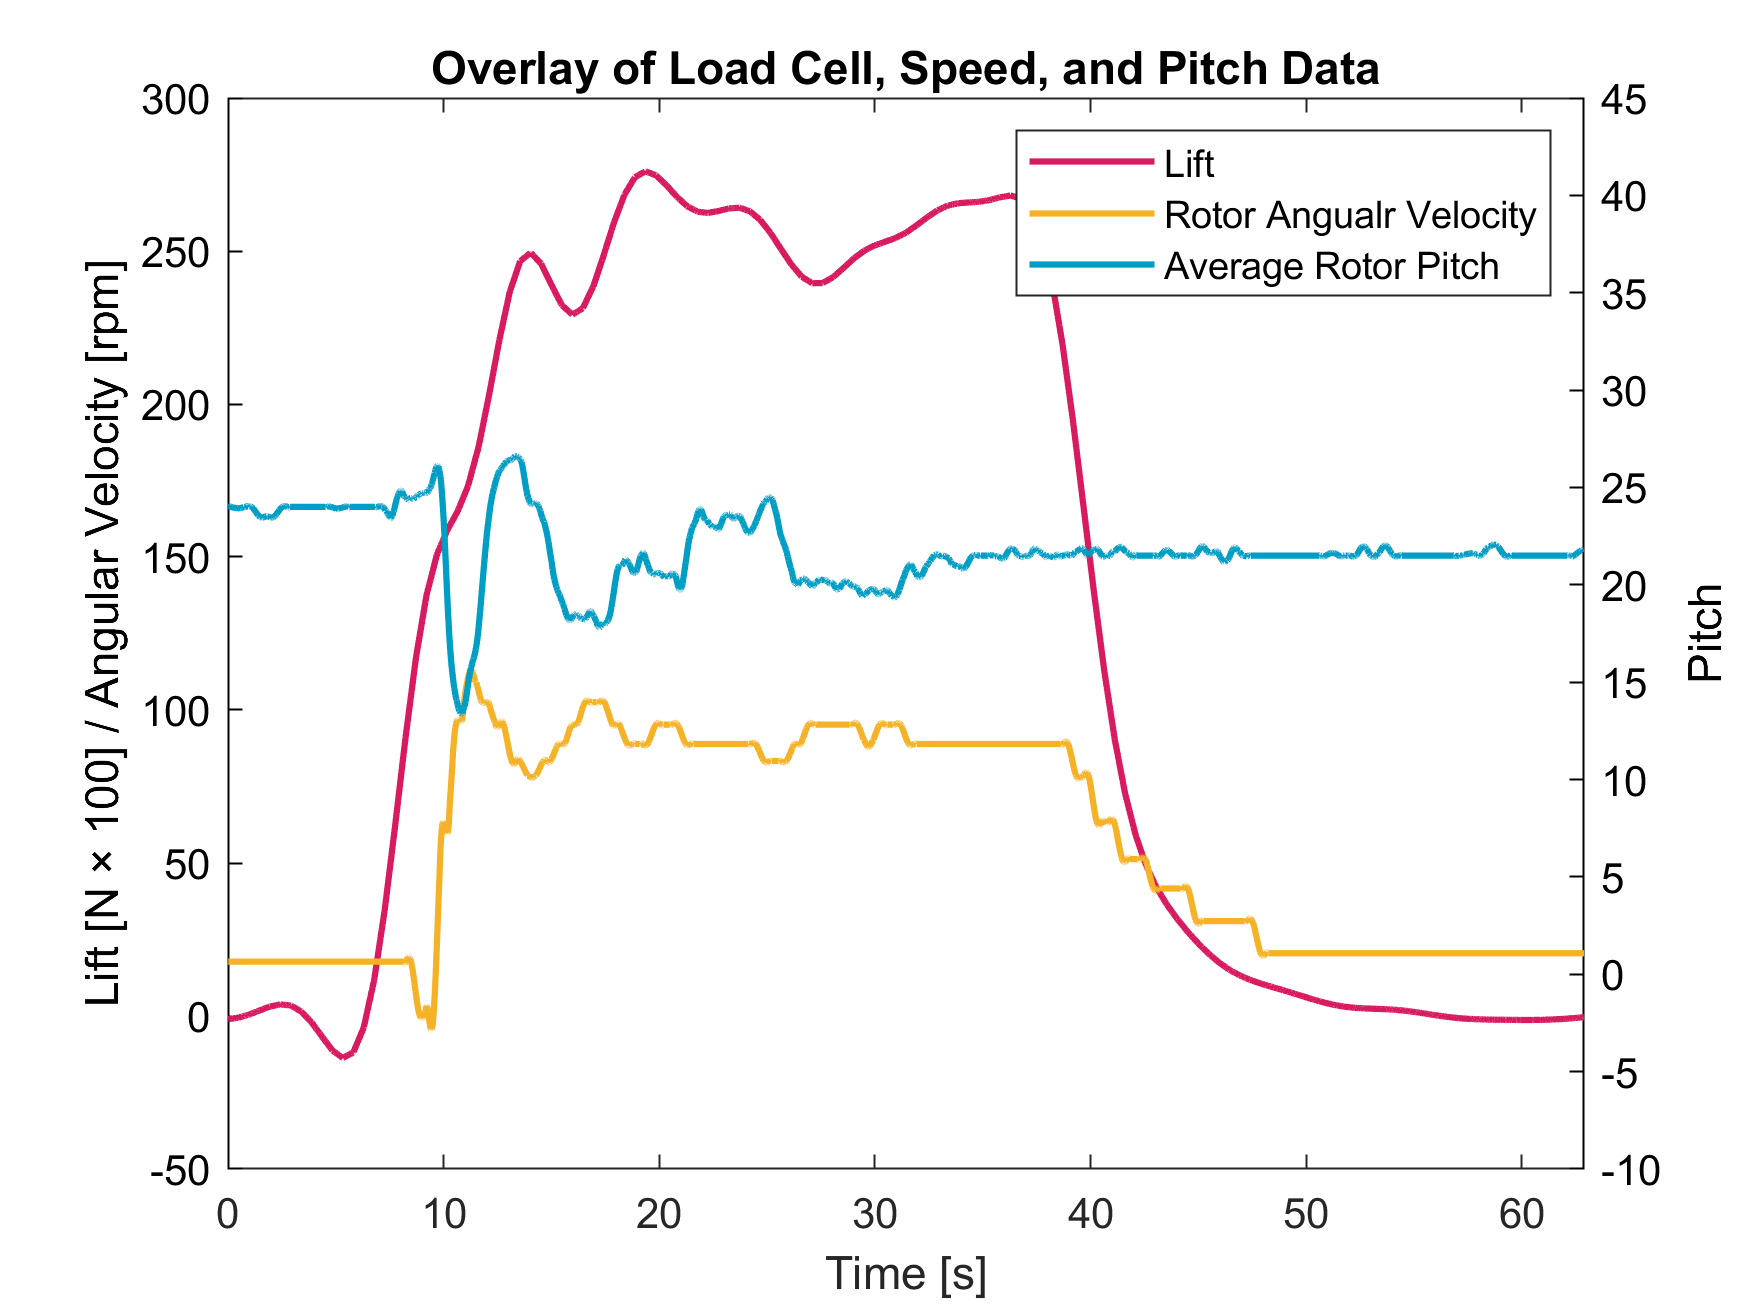 Overlay of Load Cell, Speed, and Pitch Data
Lift [N × 100] / Angular Velocity [rpm]
300
250
200
150
100
50
0
-50
Lift
Rotor Angualr Velocity
Average Rotor Pitch
45
40
35
30
25
20
15
10
5
0
-5
-10
Pitch
0 10 20 30 40 50 60
Time [s]